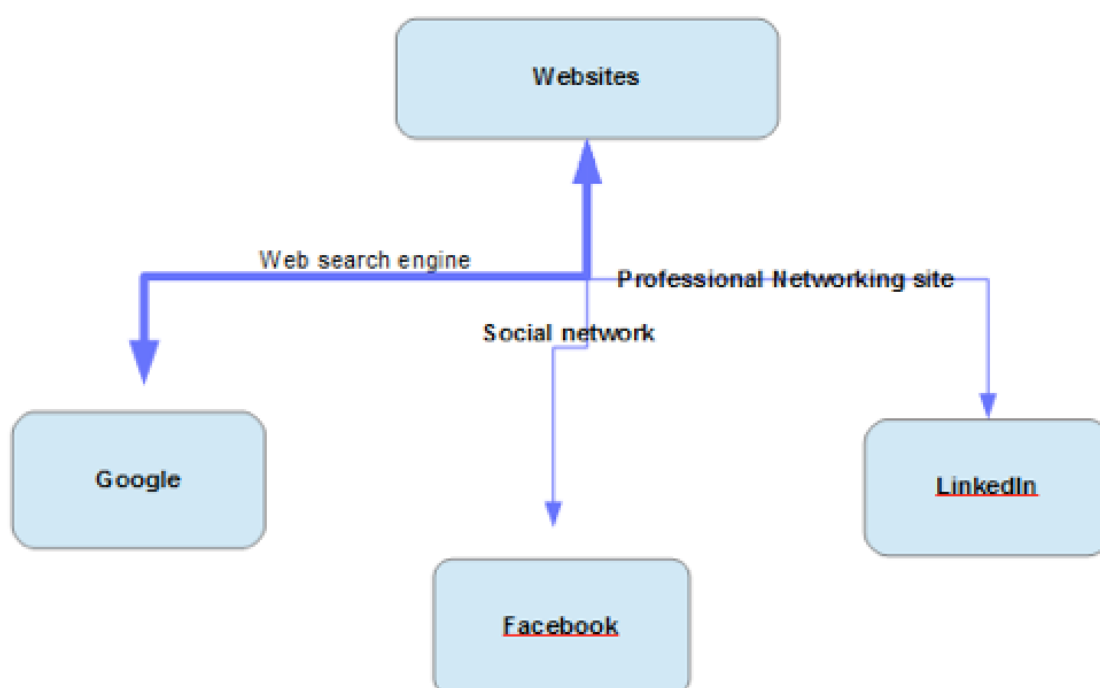 Websites
Web search engine
Professional Networking site
Social network
Google
LinkedIn
Facebook